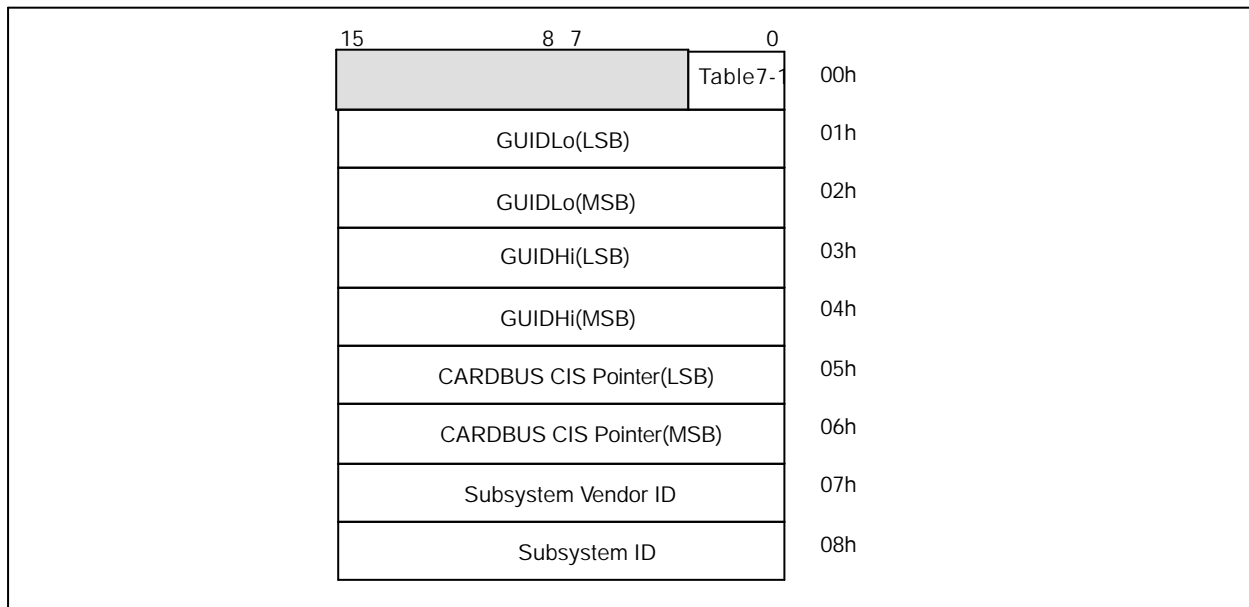 15 8 7 0
Table7-1 00h
GUIDLo(LSB) 01h
GUIDLo(MSB) 02h
GUIDHi(LSB) 03h
GUIDHi(MSB) 04h
CARDBUS CIS Pointer(LSB) 05h
CARDBUS CIS Pointer(MSB) 06h
Subsystem Vendor ID 07h
Subsystem ID 08h